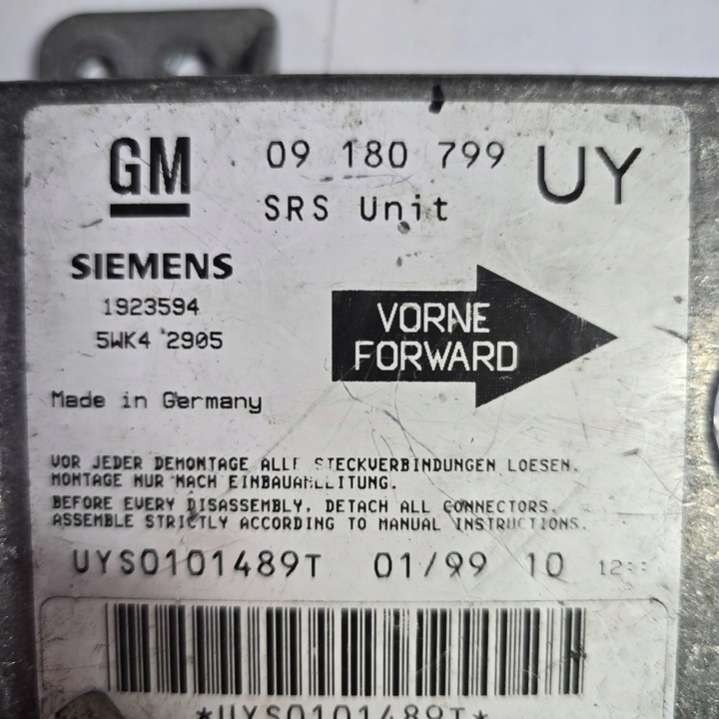 GM 09 180 799 UY
SRS Unit
SIEMENS
1923594
5WK4 2905
VORNE
FORWARD
Made in Germany
VOR JEDER DEMONTAGE ALLE STECKVERBINDUNGEN LOESEN.
MONTAGE NUR NACH EINBAUANLEITUNG.
BEFORE EVERY DISASSEMBLY, DETACH ALL CONNECTORS.
ASSEMBLE STRICTLY ACCORDING TO MANUAL INSTRUCTIONS.
UYS0101489T 01/99 10
*UYS0101489T*